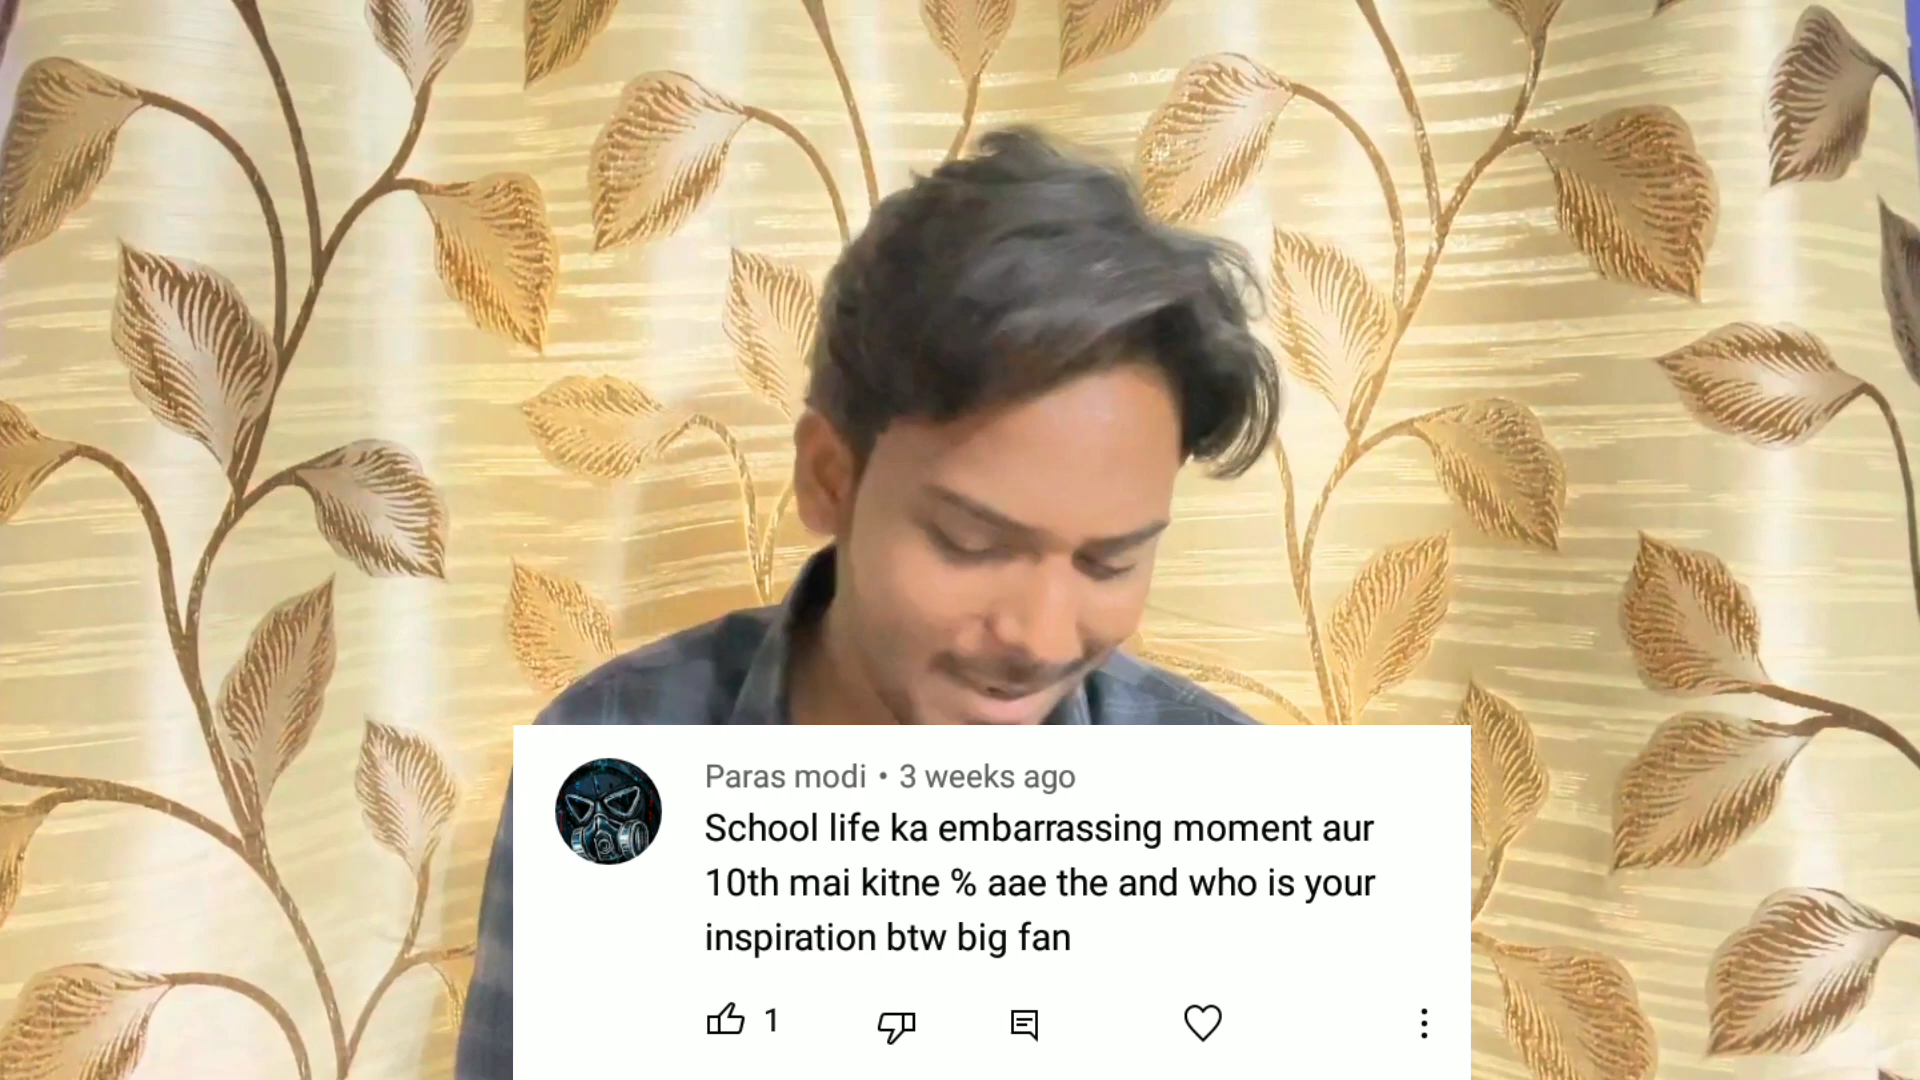 Paras modi • 3 weeks ago
School life ka embarrassing moment aur
10th mai kitne % aae the and who is your
inspiration btw big fan
1